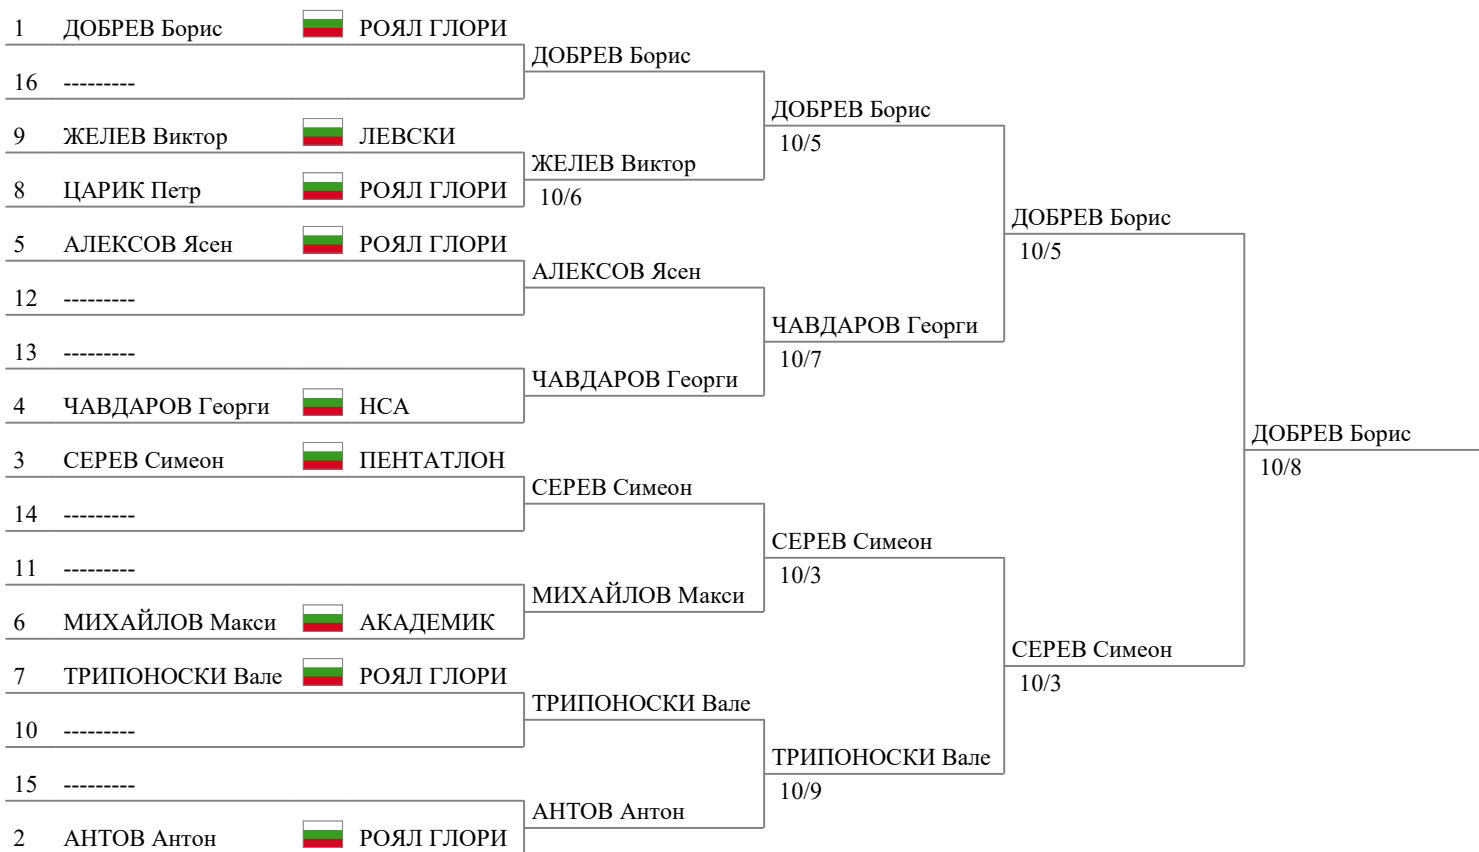 1 ДОБРЕВ Борис РОЯЛ ГЛОРИ
ДОБРЕВ Борис
16 ---------
ДОБРЕВ Борис
9 ЖЕЛЕВ Виктор ЛЕВСКИ
10/5
ЖЕЛЕВ Виктор
8 ЦАРИК Петр РОЯЛ ГЛОРИ
10/6
ДОБРЕВ Борис
5 АЛЕКСОВ Ясен РОЯЛ ГЛОРИ
10/5
АЛЕКСОВ Ясен
12 ---------
ЧАВДАРОВ Георги
13 ---------
10/7
ЧАВДАРОВ Георги
4 ЧАВДАРОВ Георги НСА
ДОБРЕВ Борис
3 СЕРЕВ Симеон ПЕНТАТЛОН
10/8
СЕРЕВ Симеон
14 ---------
СЕРЕВ Симеон
11 ---------
10/3
МИХАЙЛОВ Макси
6 МИХАЙЛОВ Макси АКАДЕМИК
СЕРЕВ Симеон
7 ТРИПОНОСКИ Вале РОЯЛ ГЛОРИ
10/3
ТРИПОНОСКИ Вале
10 ---------
ТРИПОНОСКИ Вале
15 ---------
10/9
АНТОВ Антон
2 АНТОВ Антон РОЯЛ ГЛОРИ